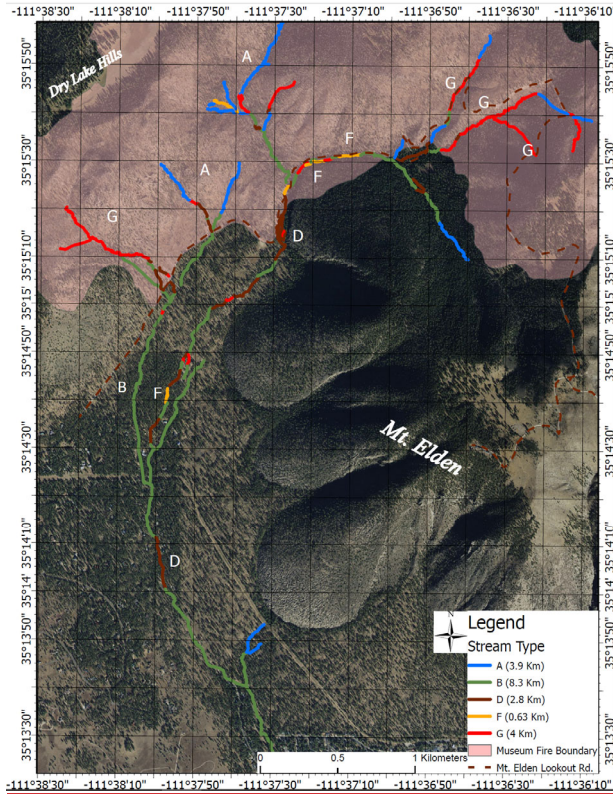 -111°38'30" -111°38'10" -111°37'50" -111°37'30" -111°37'10" -111°36'50" -111°36'30" -111°36'10"
35°15'50"
35°15'50"
Dry Lake Hills
A
G
G
35°15'30"
35°15'30"
F
G
A
F
G
D
35°15'10"
35°15'10"
35°15'
35°15'
35°14'50"
35°14'50"
B
F
Mt. Elden
35°14'30"
35°14'30"
35°14'10"
35°14'10"
D
35°14'
35°14'
N
Legend
Stream Type
A (3.9 Km)
B (8.3 Km)
D (2.8 Km)
F (0.63 Km)
G (4 Km)
Museum Fire Boundary
Mt. Elden Lookout Rd.
35°13'50"
35°13'50"
35°13'30"
35°13'30"
0 0.5 1 Kilometers
-111°38'30" -111°38'10" -111°37'50" -111°37'30" -111°37'10" -111°36'50" -111°36'30" -111°36'10"